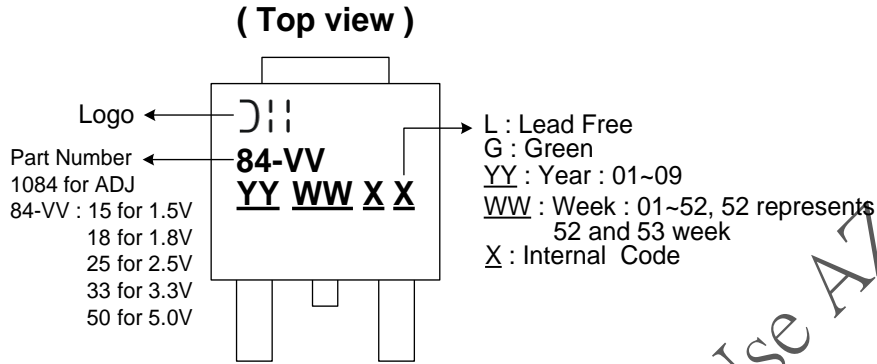 ( Top view )
Logo
Part Number
1084 for ADJ
84-VV : 15 for 1.5V
18 for 1.8V
25 for 2.5V
33 for 3.3V
50 for 5.0V
84-VV
YY WW X X
L : Lead Free
G : Green
YY : Year : 01~09
WW : Week : 01~52, 52 represents
52 and 53 week
X : Internal Code
Use AZ